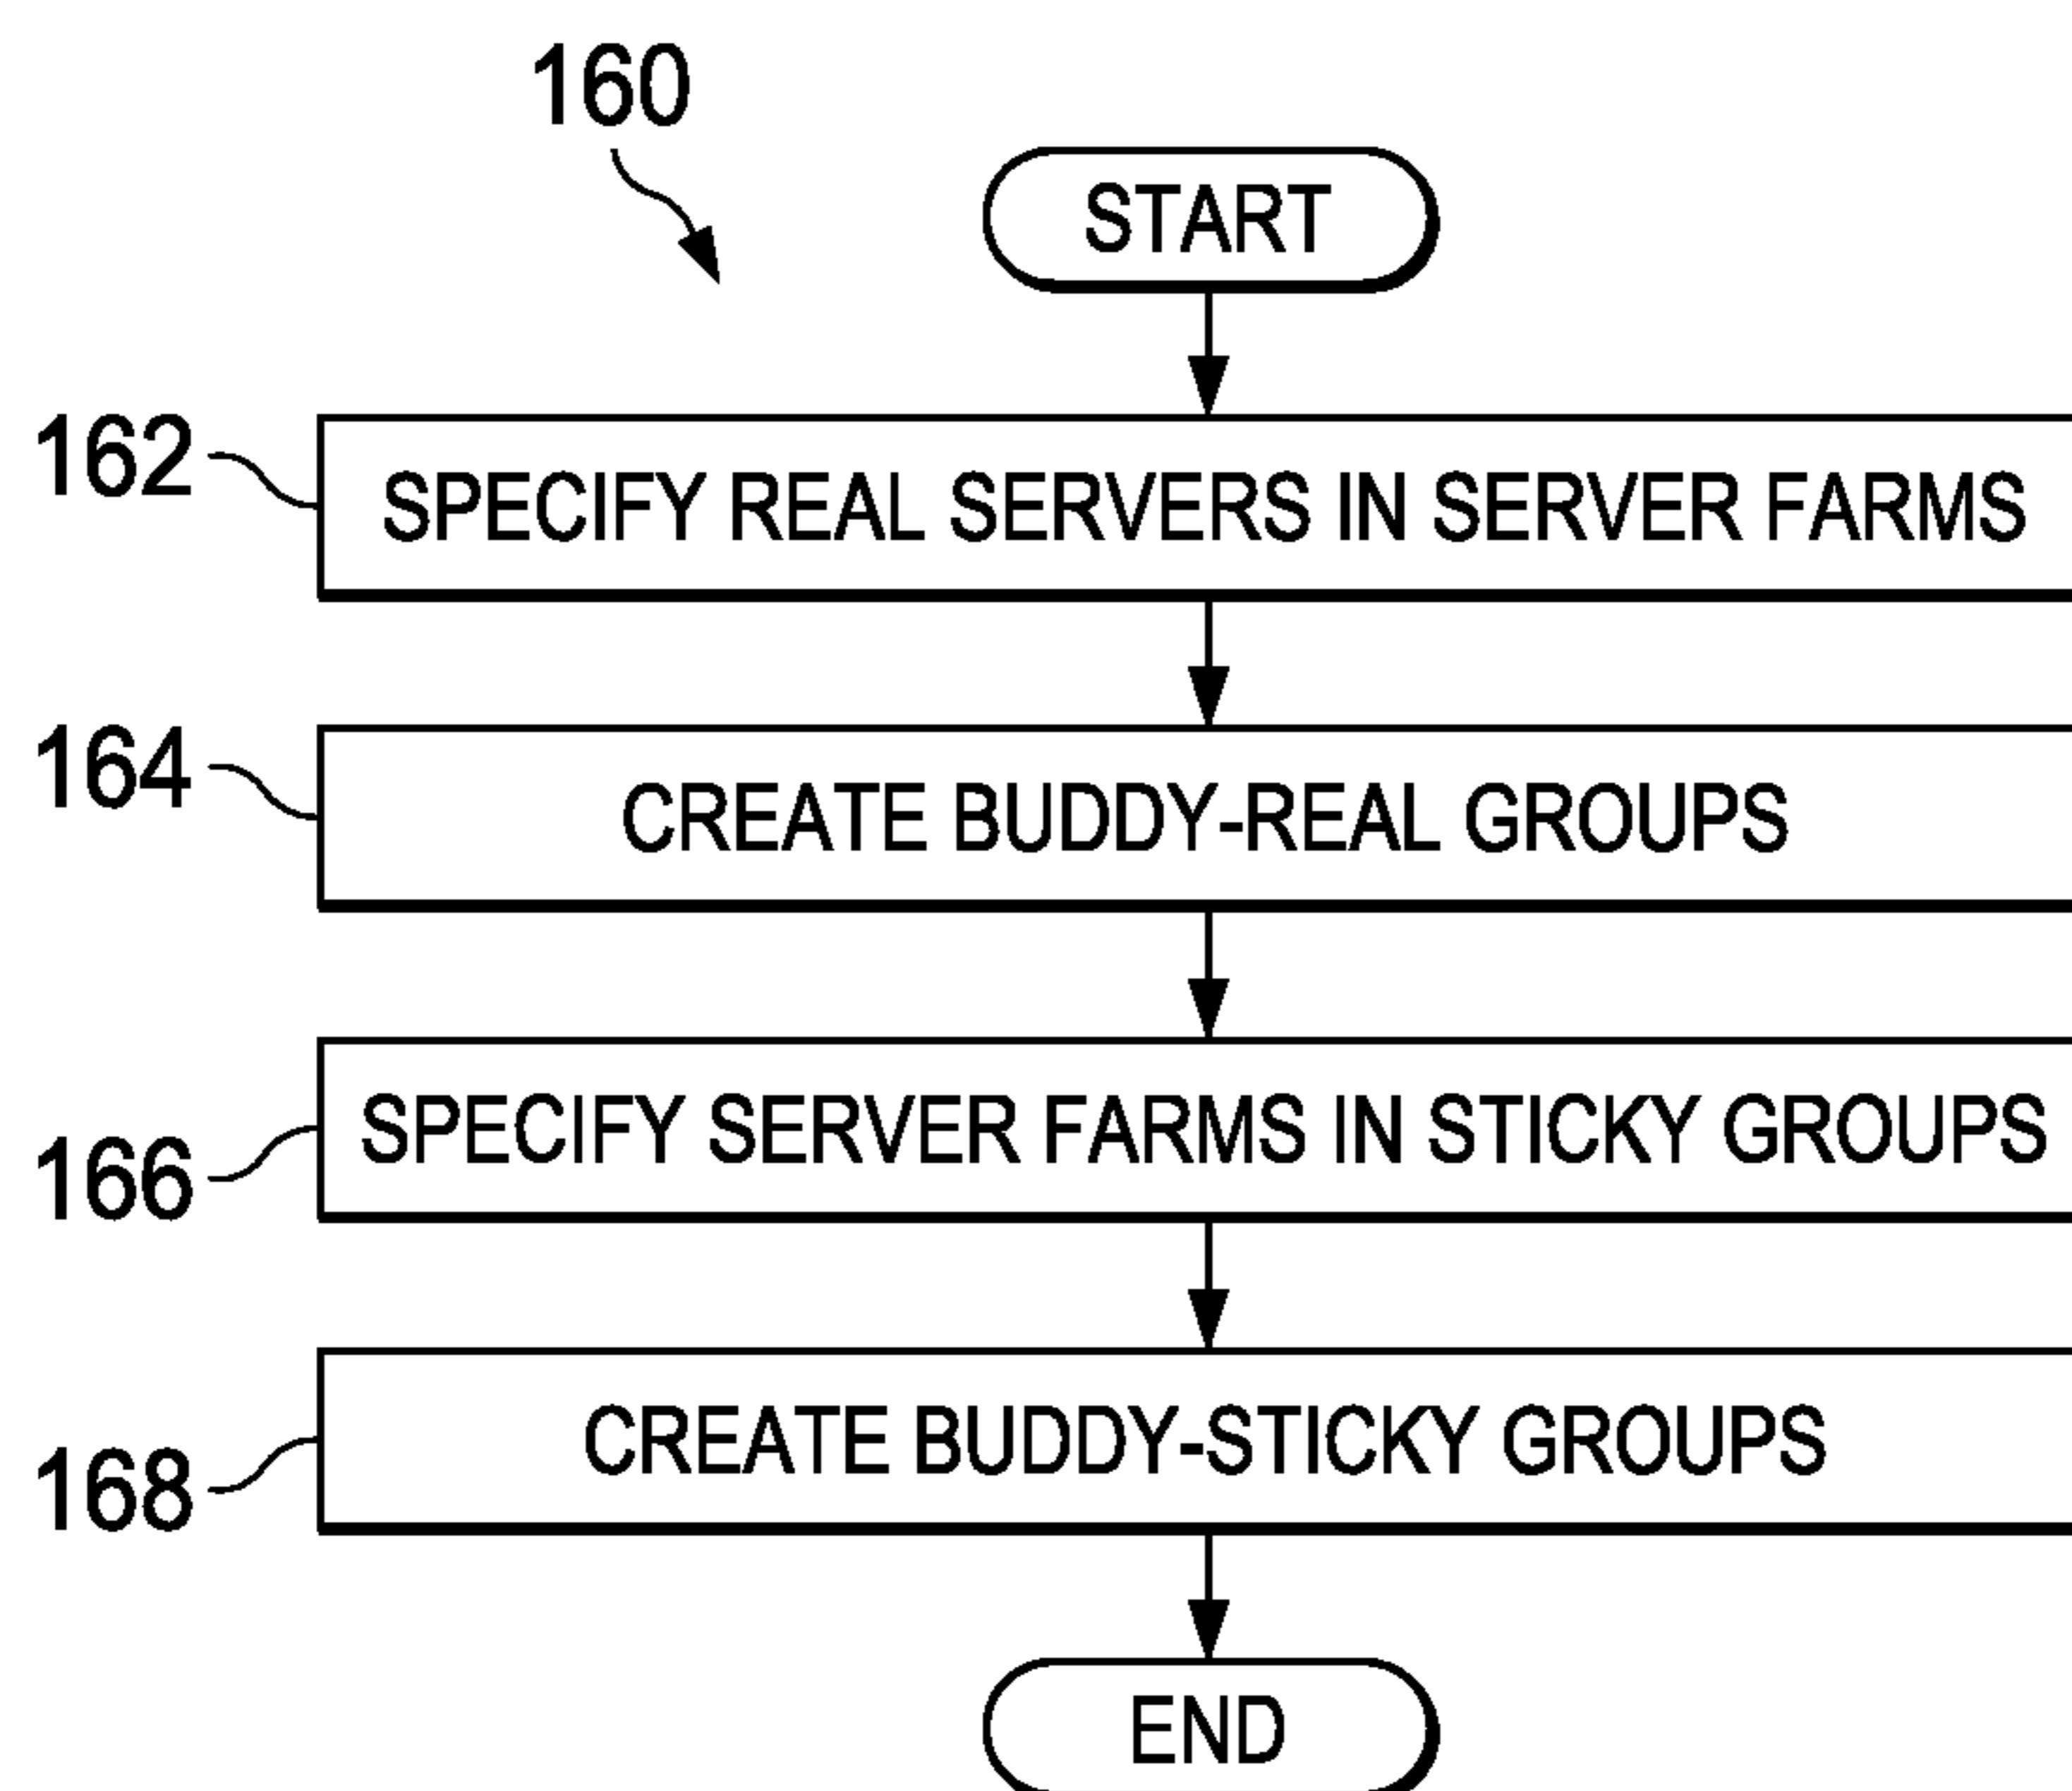 160
START
162
SPECIFY REAL SERVERS IN SERVER FARMS
164
CREATE BUDDY-REAL GROUPS
166
SPECIFY SERVER FARMS IN STICKY GROUPS
168
CREATE BUDDY-STICKY GROUPS
END